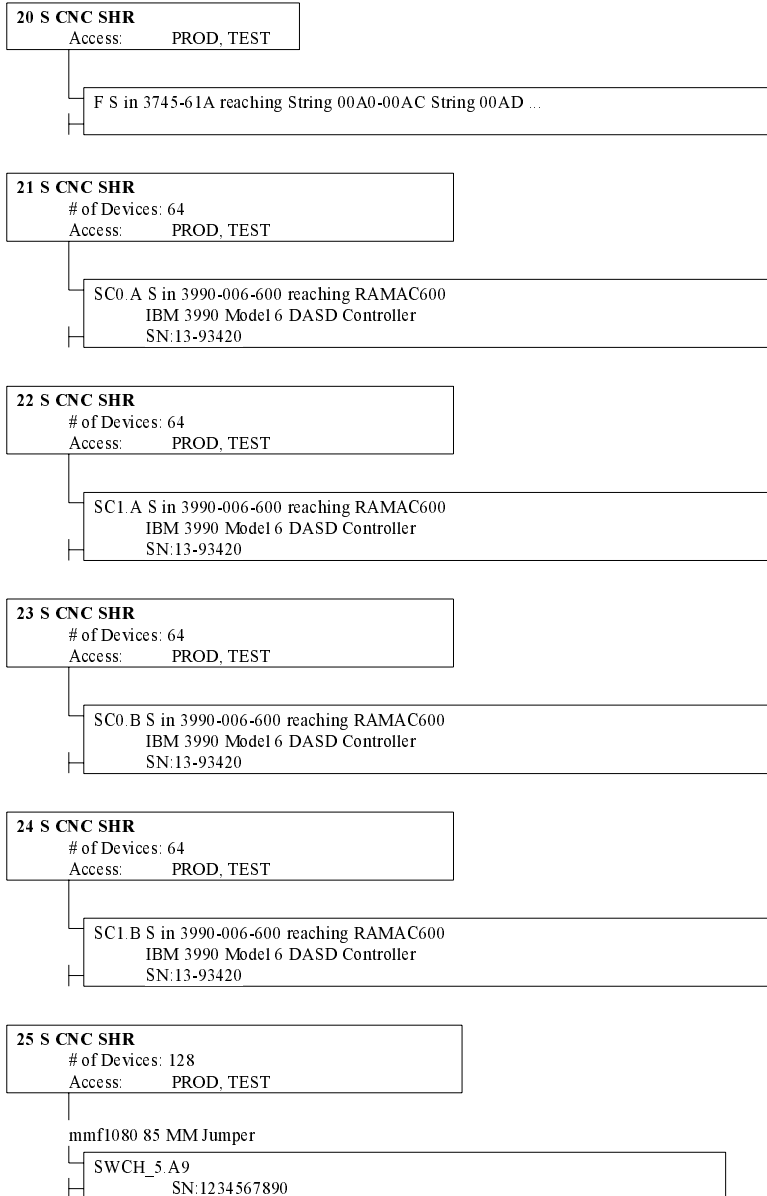 20 S CNC SHR
Access: PROD, TEST
F S in 3745-61A reaching String 00A0-00AC String 00AD ...
21 S CNC SHR
# of Devices: 64
Access: PROD, TEST
SC0.A S in 3990-006-600 reaching RAMAC600
IBM 3990 Model 6 DASD Controller
SN:13-93420
22 S CNC SHR
# of Devices: 64
Access: PROD, TEST
SC1.A S in 3990-006-600 reaching RAMAC600
IBM 3990 Model 6 DASD Controller
SN:13-93420
23 S CNC SHR
# of Devices: 64
Access: PROD, TEST
SC0.B S in 3990-006-600 reaching RAMAC600
IBM 3990 Model 6 DASD Controller
SN:13-93420
24 S CNC SHR
# of Devices: 64
Access: PROD, TEST
SC1.B S in 3990-006-600 reaching RAMAC600
IBM 3990 Model 6 DASD Controller
SN:13-93420
25 S CNC SHR
# of Devices: 128
Access: PROD, TEST
mmf1080 85 MM Jumper
SWCH_5.A9
SN:1234567890